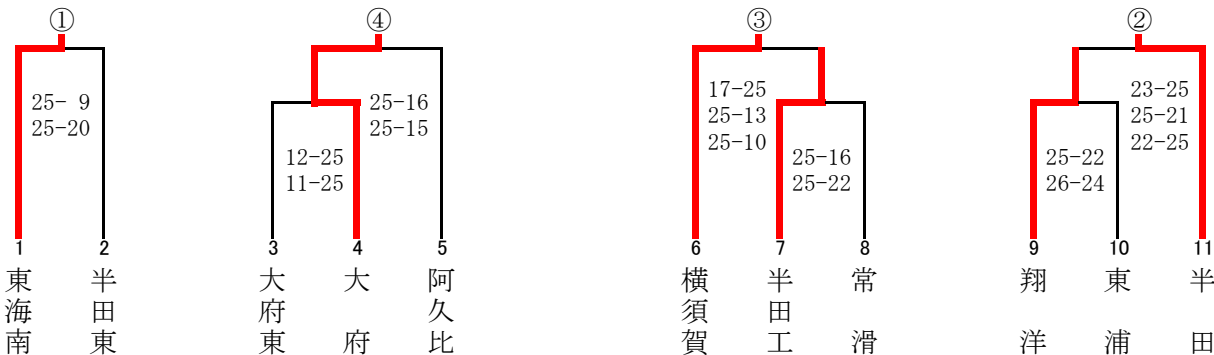 ① ④ ③ ②
25- 9
25-20
25-16
25-15
12-25
11-25
17-25
25-13
25-10
25-16
25-22
23-25
25-21
22-25
25-22
26-24
1 2 3 4 5 6 7 8 9 10 11
東海南
半田東
大府東
大府
阿久比
横須賀
半田工
常滑
翔洋
東浦
半田